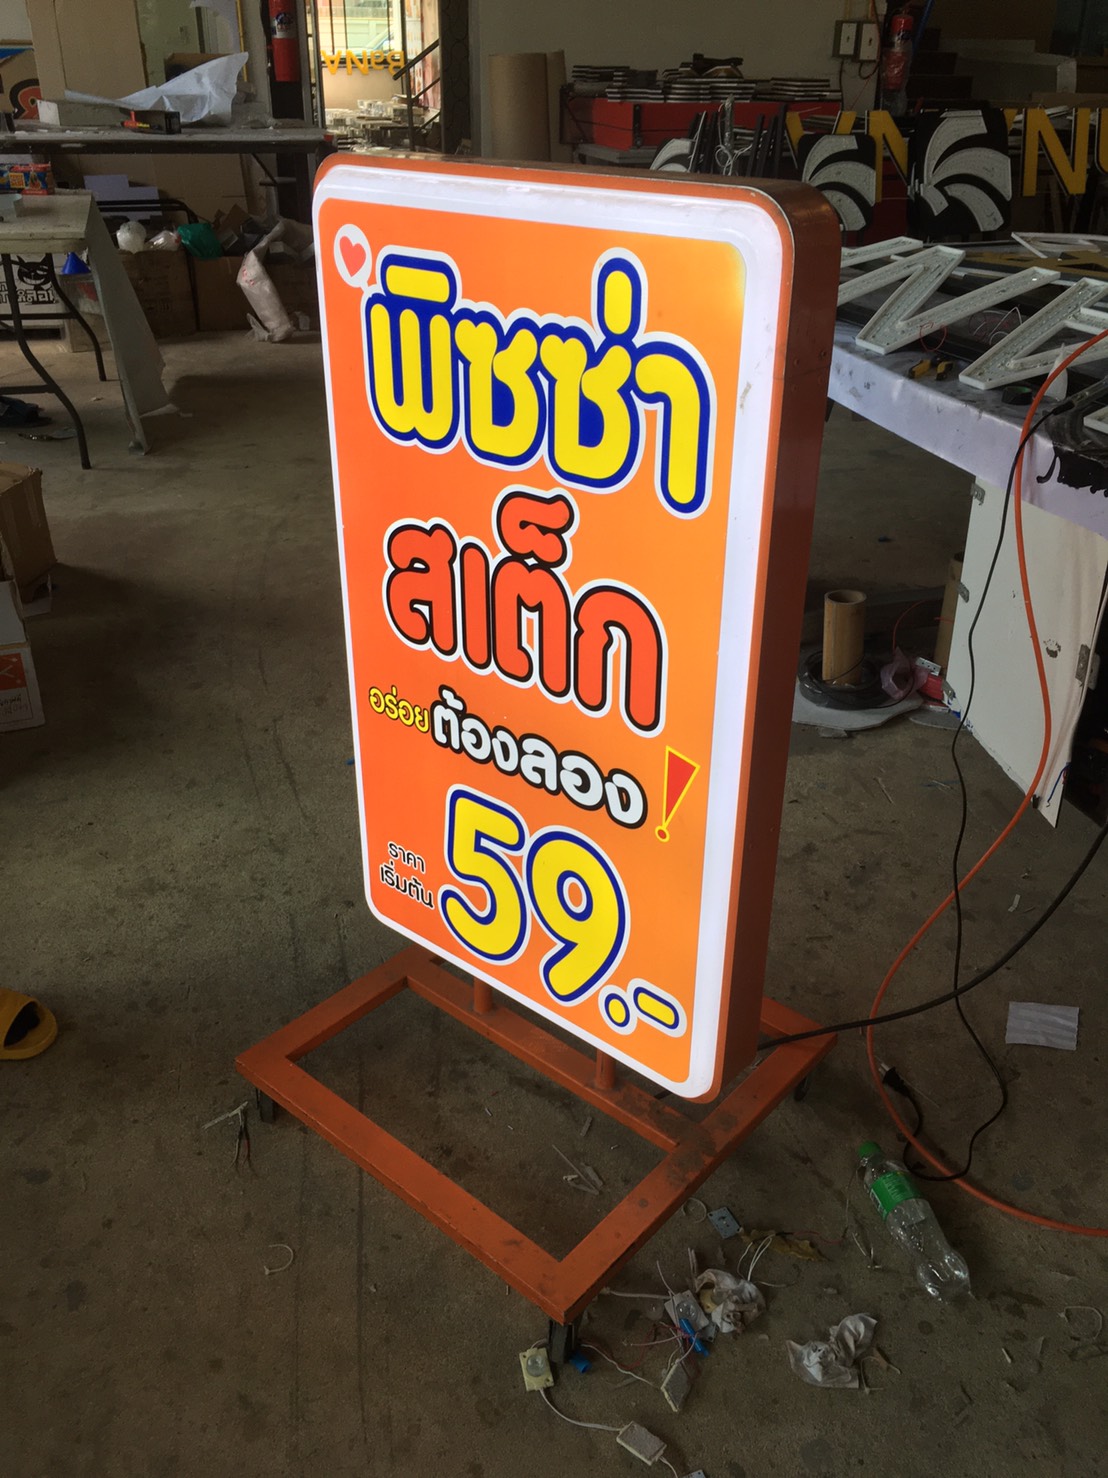 พิซซ่า
สเต็ก
อร่อยต้องลอง!
ราคา
เริ่มต้น
59.-